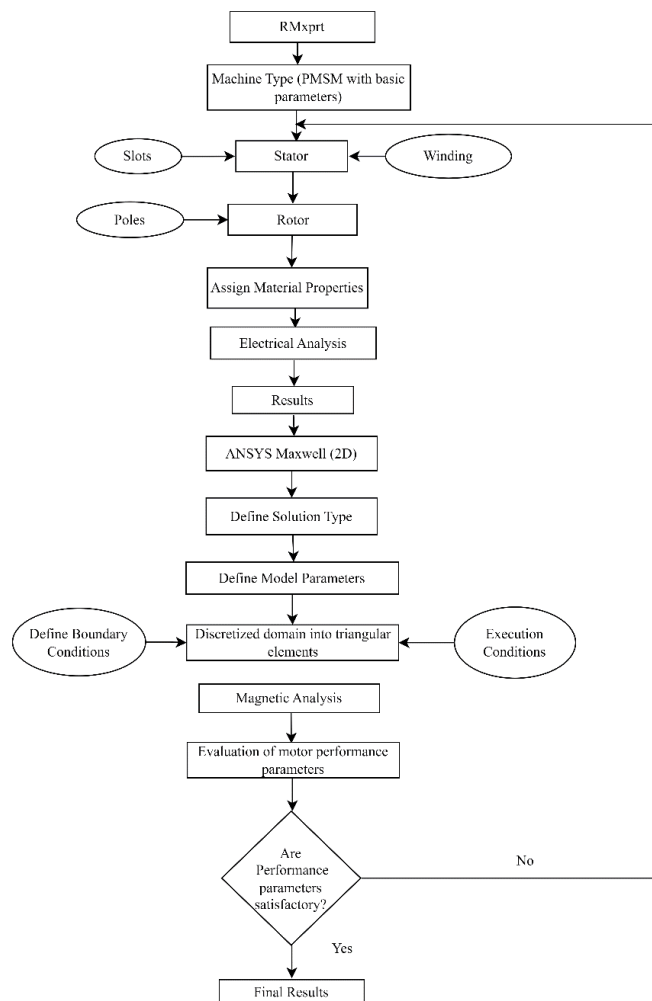 RMxprt
Machine Type (PMSM with basic
parameters)
Slots
Stator
Winding
Poles
Rotor
Assign Material Properties
Electrical Analysis
Results
ANSYS Maxwell (2D)
Define Solution Type
Define Model Parameters
Define Boundary
Conditions
Discretized domain into triangular
elements
Execution
Conditions
Magnetic Analysis
Evaluation of motor performance
parameters
Are
Performance
parameters
satisfactory?
No
Yes
Final Results